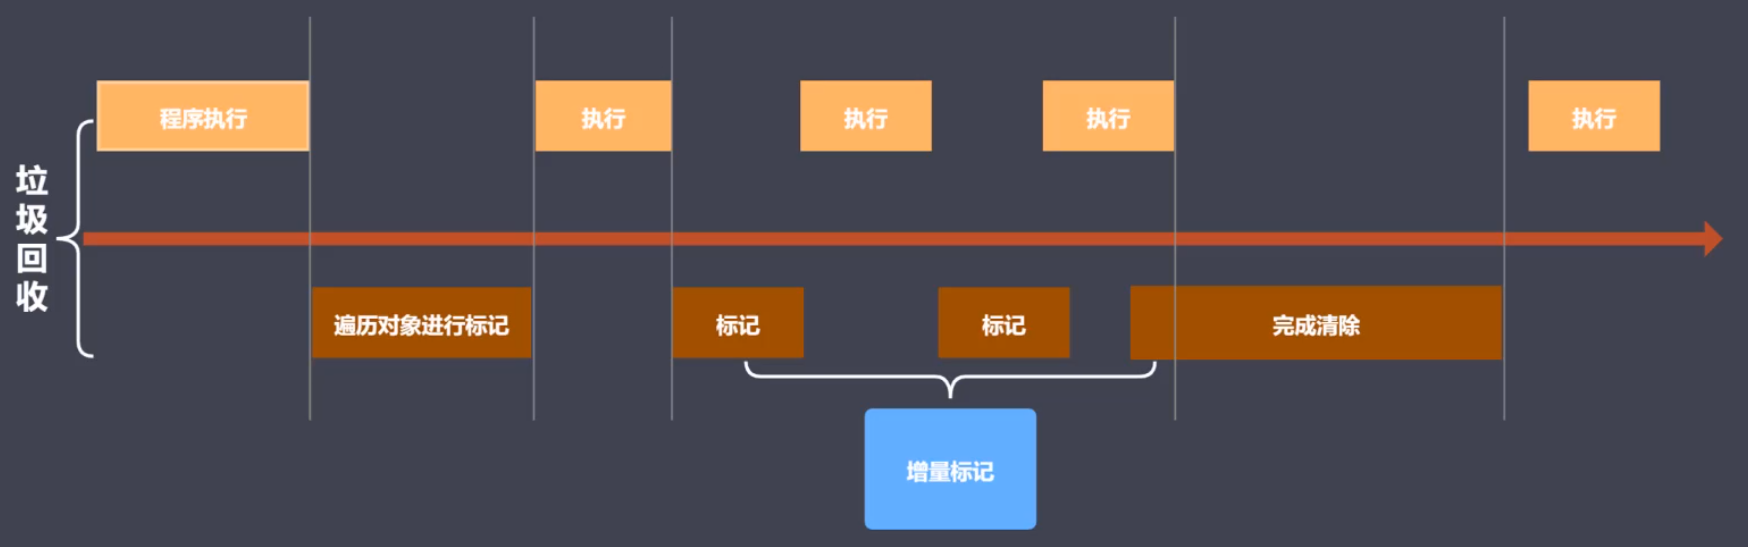 垃圾回收
程序执行
执行
执行
执行
执行
遍历对象进行标记
标记
标记
完成清除
增量标记